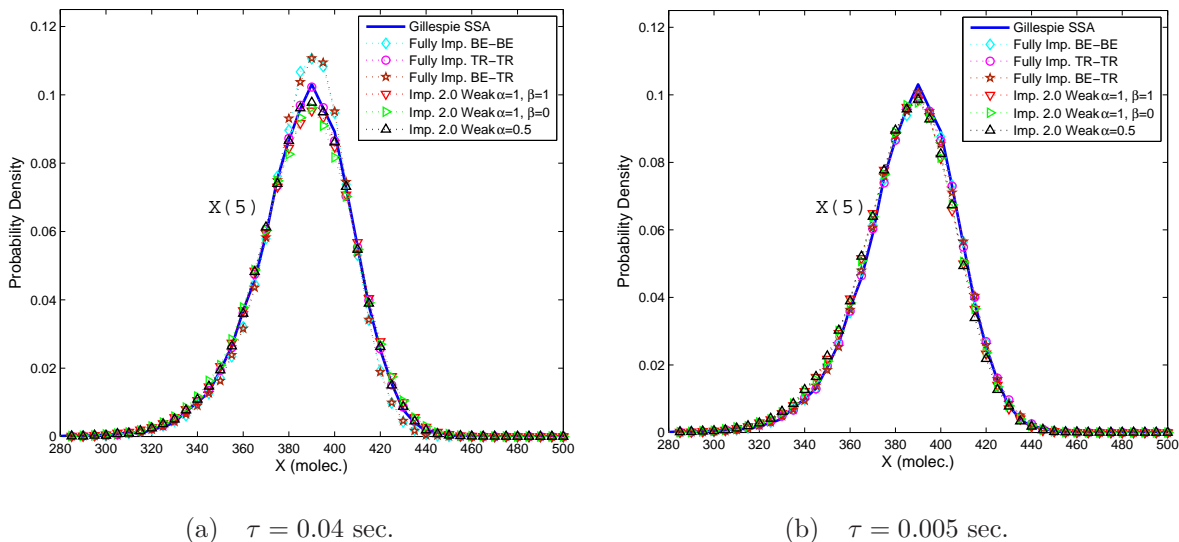 0.12
0.1
0.08
0.06
0.04
0.02
0
Probability Density
280 300 320 340 360 380 400 420 440 460 480 500
X (molec.)
X(5)
Gillespie SSA
Fully Imp. BE−BE
Fully Imp. TR−TR
Fully Imp. BE−TR
Imp. 2.0 Weak α=1, β=1
Imp. 2.0 Weak α=1, β=0
Imp. 2.0 Weak α=0.5
(a) τ = 0.04 sec.
0.12
0.1
0.08
0.06
0.04
0.02
0
Probability Density
280 300 320 340 360 380 400 420 440 460 480 500
X (molec.)
X(5)
Gillespie SSA
Fully Imp. BE−BE
Fully Imp. TR−TR
Fully Imp. BE−TR
Imp. 2.0 Weak α=1, β=1
Imp. 2.0 Weak α=1, β=0
Imp. 2.0 Weak α=0.5
(b) τ = 0.005 sec.